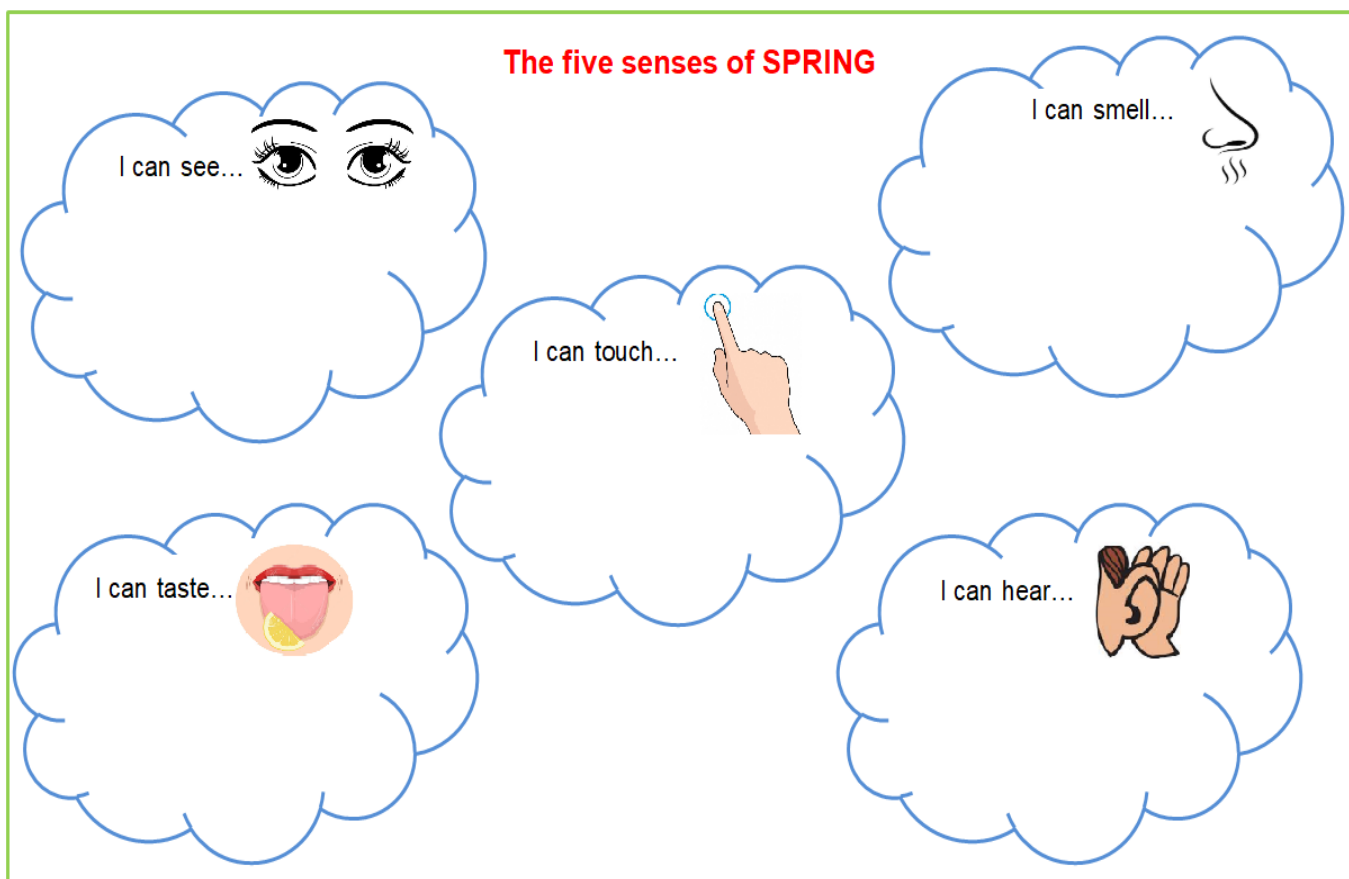 The five senses of SPRING
I can see...
I can smell...
I can touch...
I can taste...
I can hear...